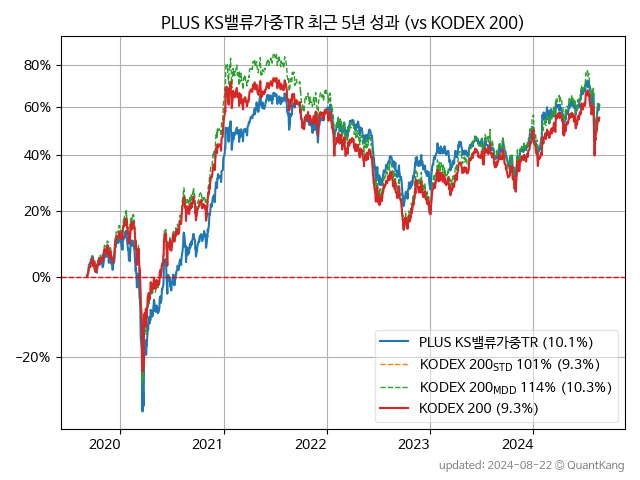 PLUS KS밸류가중TR 최근 5년 성과 (vs KODEX 200)
80%
60%
40%
20%
0%
−20%
PLUS KS밸류가중TR (10.1%)
KODEX 200STD 101% (9.3%)
KODEX 200MDD 114% (10.3%)
KODEX 200 (9.3%)
2020 2021 2022 2023 2024
updated: 2024-08-22 © QuantKang